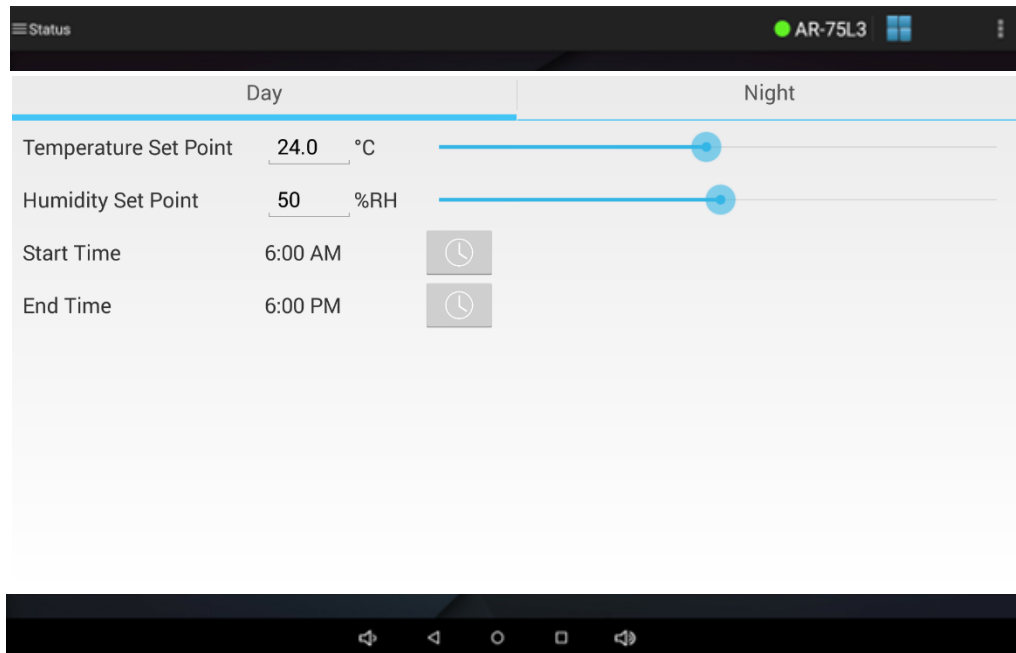 Status AR-75L3
Day Night
Temperature Set Point 24.0 °C
Humidity Set Point 50 %RH
Start Time 6:00 AM
End Time 6:00 PM